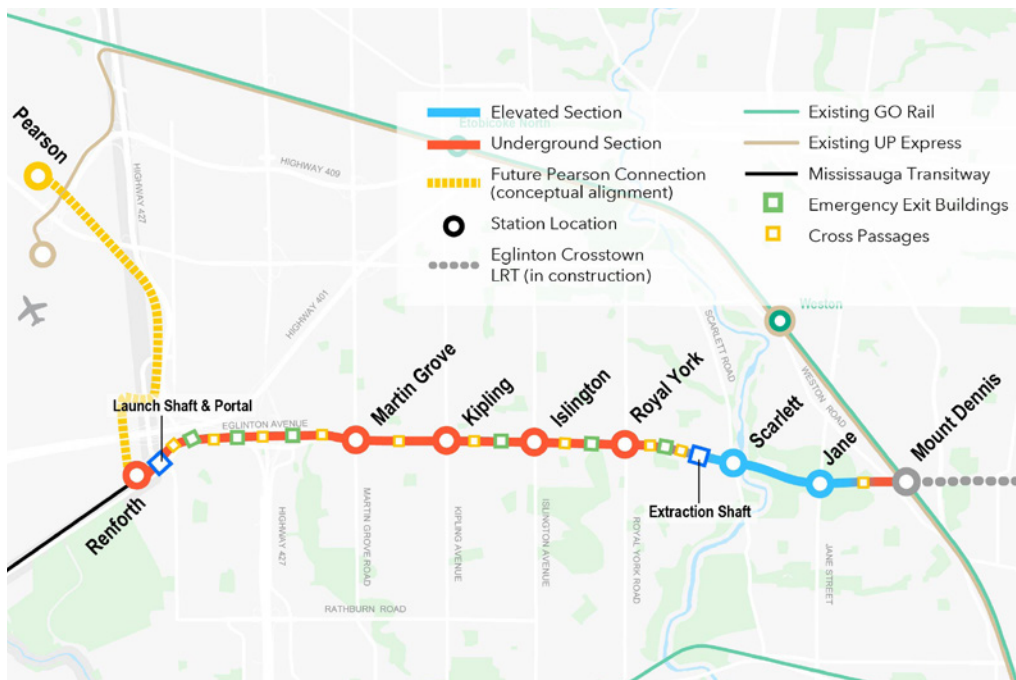 Elevated Section
Underground Section
Future Pearson Connection
(conceptual alignment)
Station Location
Eglinton Crosstown
LRT (in construction)
Existing GO Rail
Existing UP Express
Mississauga Transitway
Emergency Exit Buildings
Cross Passages
Etobicoke North
Weston
Pearson
HIGHWAY 427
HIGHWAY 409
HIGHWAY 401
SCARLETT ROAD
WESTON ROAD
Launch Shaft & Portal
EGLINTON AVENUE
Renforth
Martin Grove
Kipling
Islington
Royal York
Scarlett
Jane
Mount Dennis
Extraction Shaft
HIGHWAY 427
MARTIN GROVE ROAD
KIPLING AVENUE
ISLINGTON AVENUE
ROYAL YORK ROAD
JANE STREET
RATHBURN ROAD